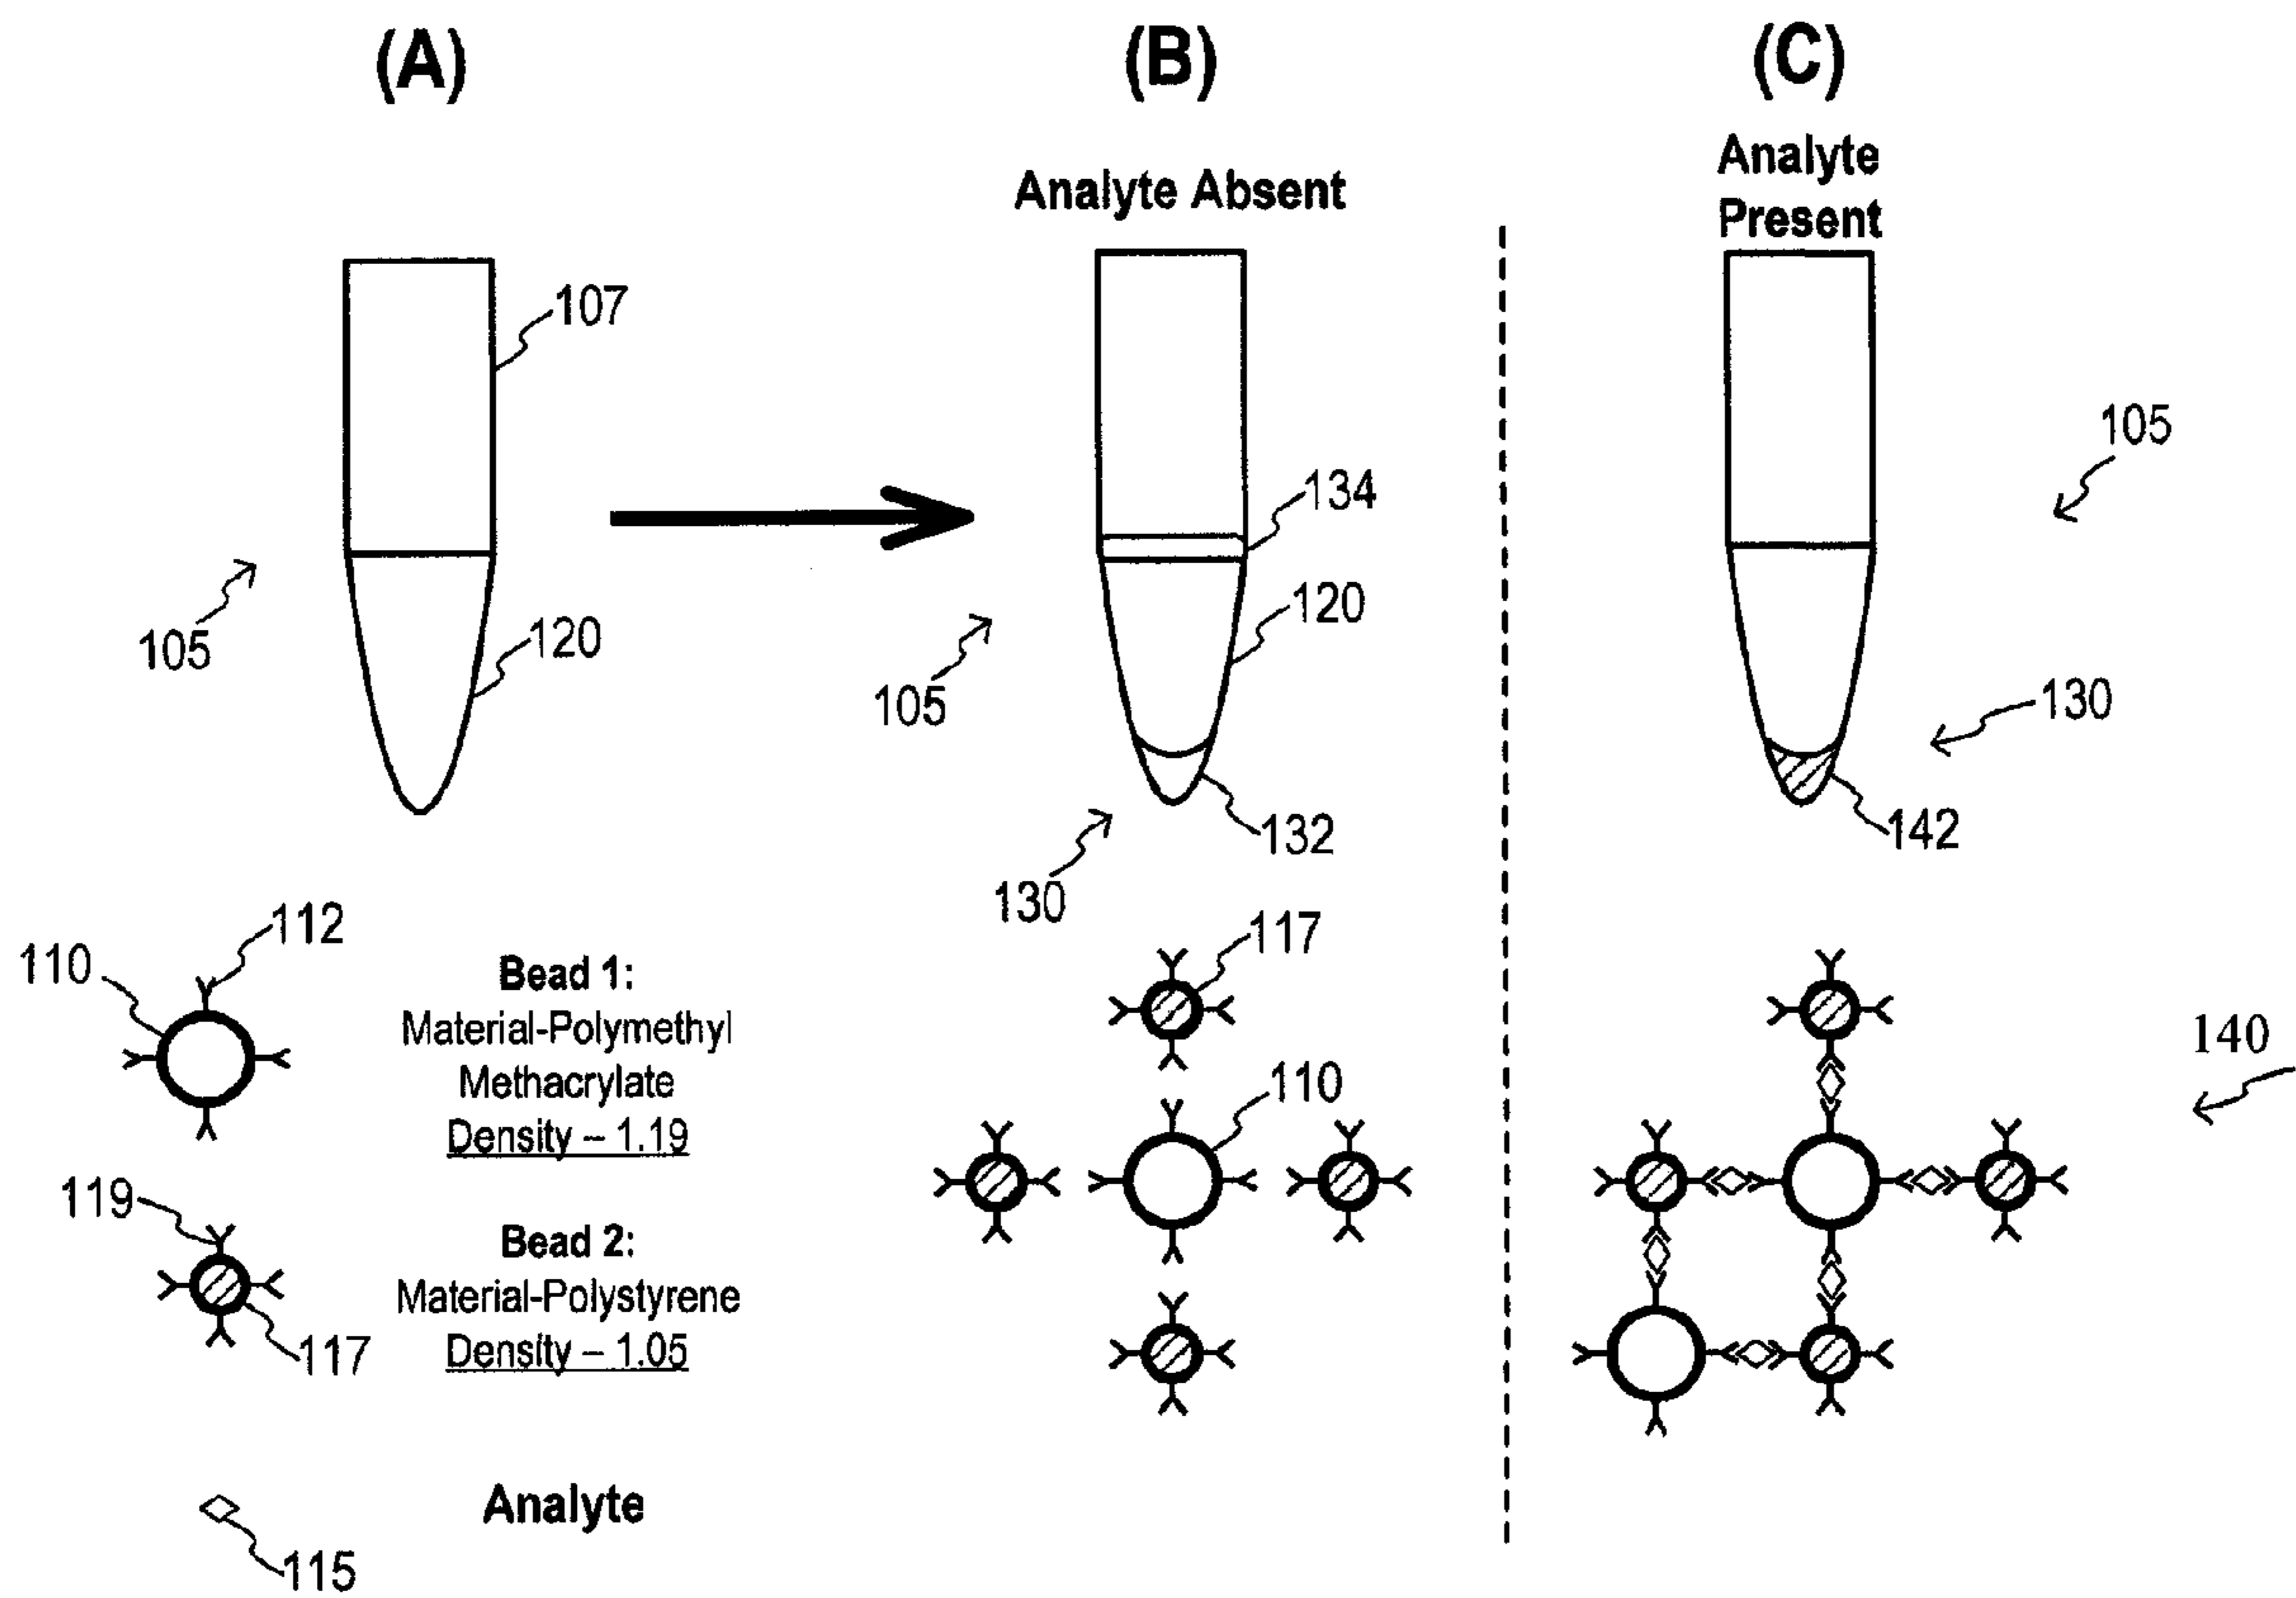 (A)
(B)
(C)
Analyte Absent
Analyte
Present
107
134
105
120
120
105
105
130
132
142
130
112
110
Bead 1:
Material-Polymethyl
Methacrylate
Density – 1.19
119
Bead 2:
Material-Polystyrene
Density – 1.05
117
Analyte
115
117
110
140